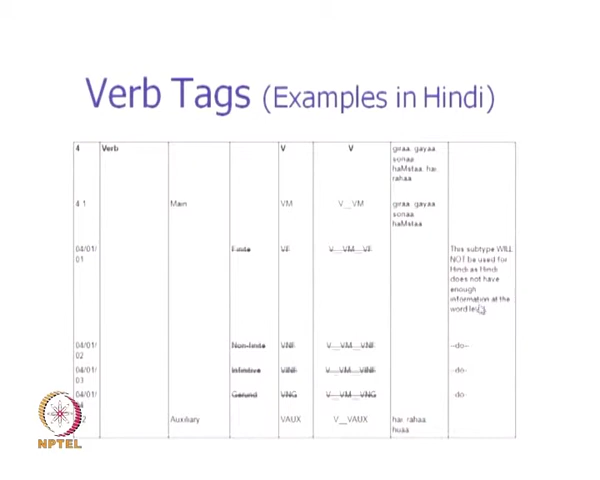 Verb Tags (Examples in Hindi)
4 Verb V V giraa, gayaa
sonaa
haMstaa, hai
rahaa
4.1 Main VM V__VM giraa, gayaa
sonaa
haMstaa
04/01/ Finite VF V__VM__VF This subtype WILL
01 NOT be used for
Hindi as Hindi
does not have
enough
information at the
word level
04/01/ Non-finite VNF V__VM__VNF --do--
02
04/01/ Infinitive VINF V__VM__VINF -do-
03
04/01/ Gerund VNG V__VM__VNG -do-
Auxiliary VAUX V__VAUX hai, rahaa
huaa
NPTEL